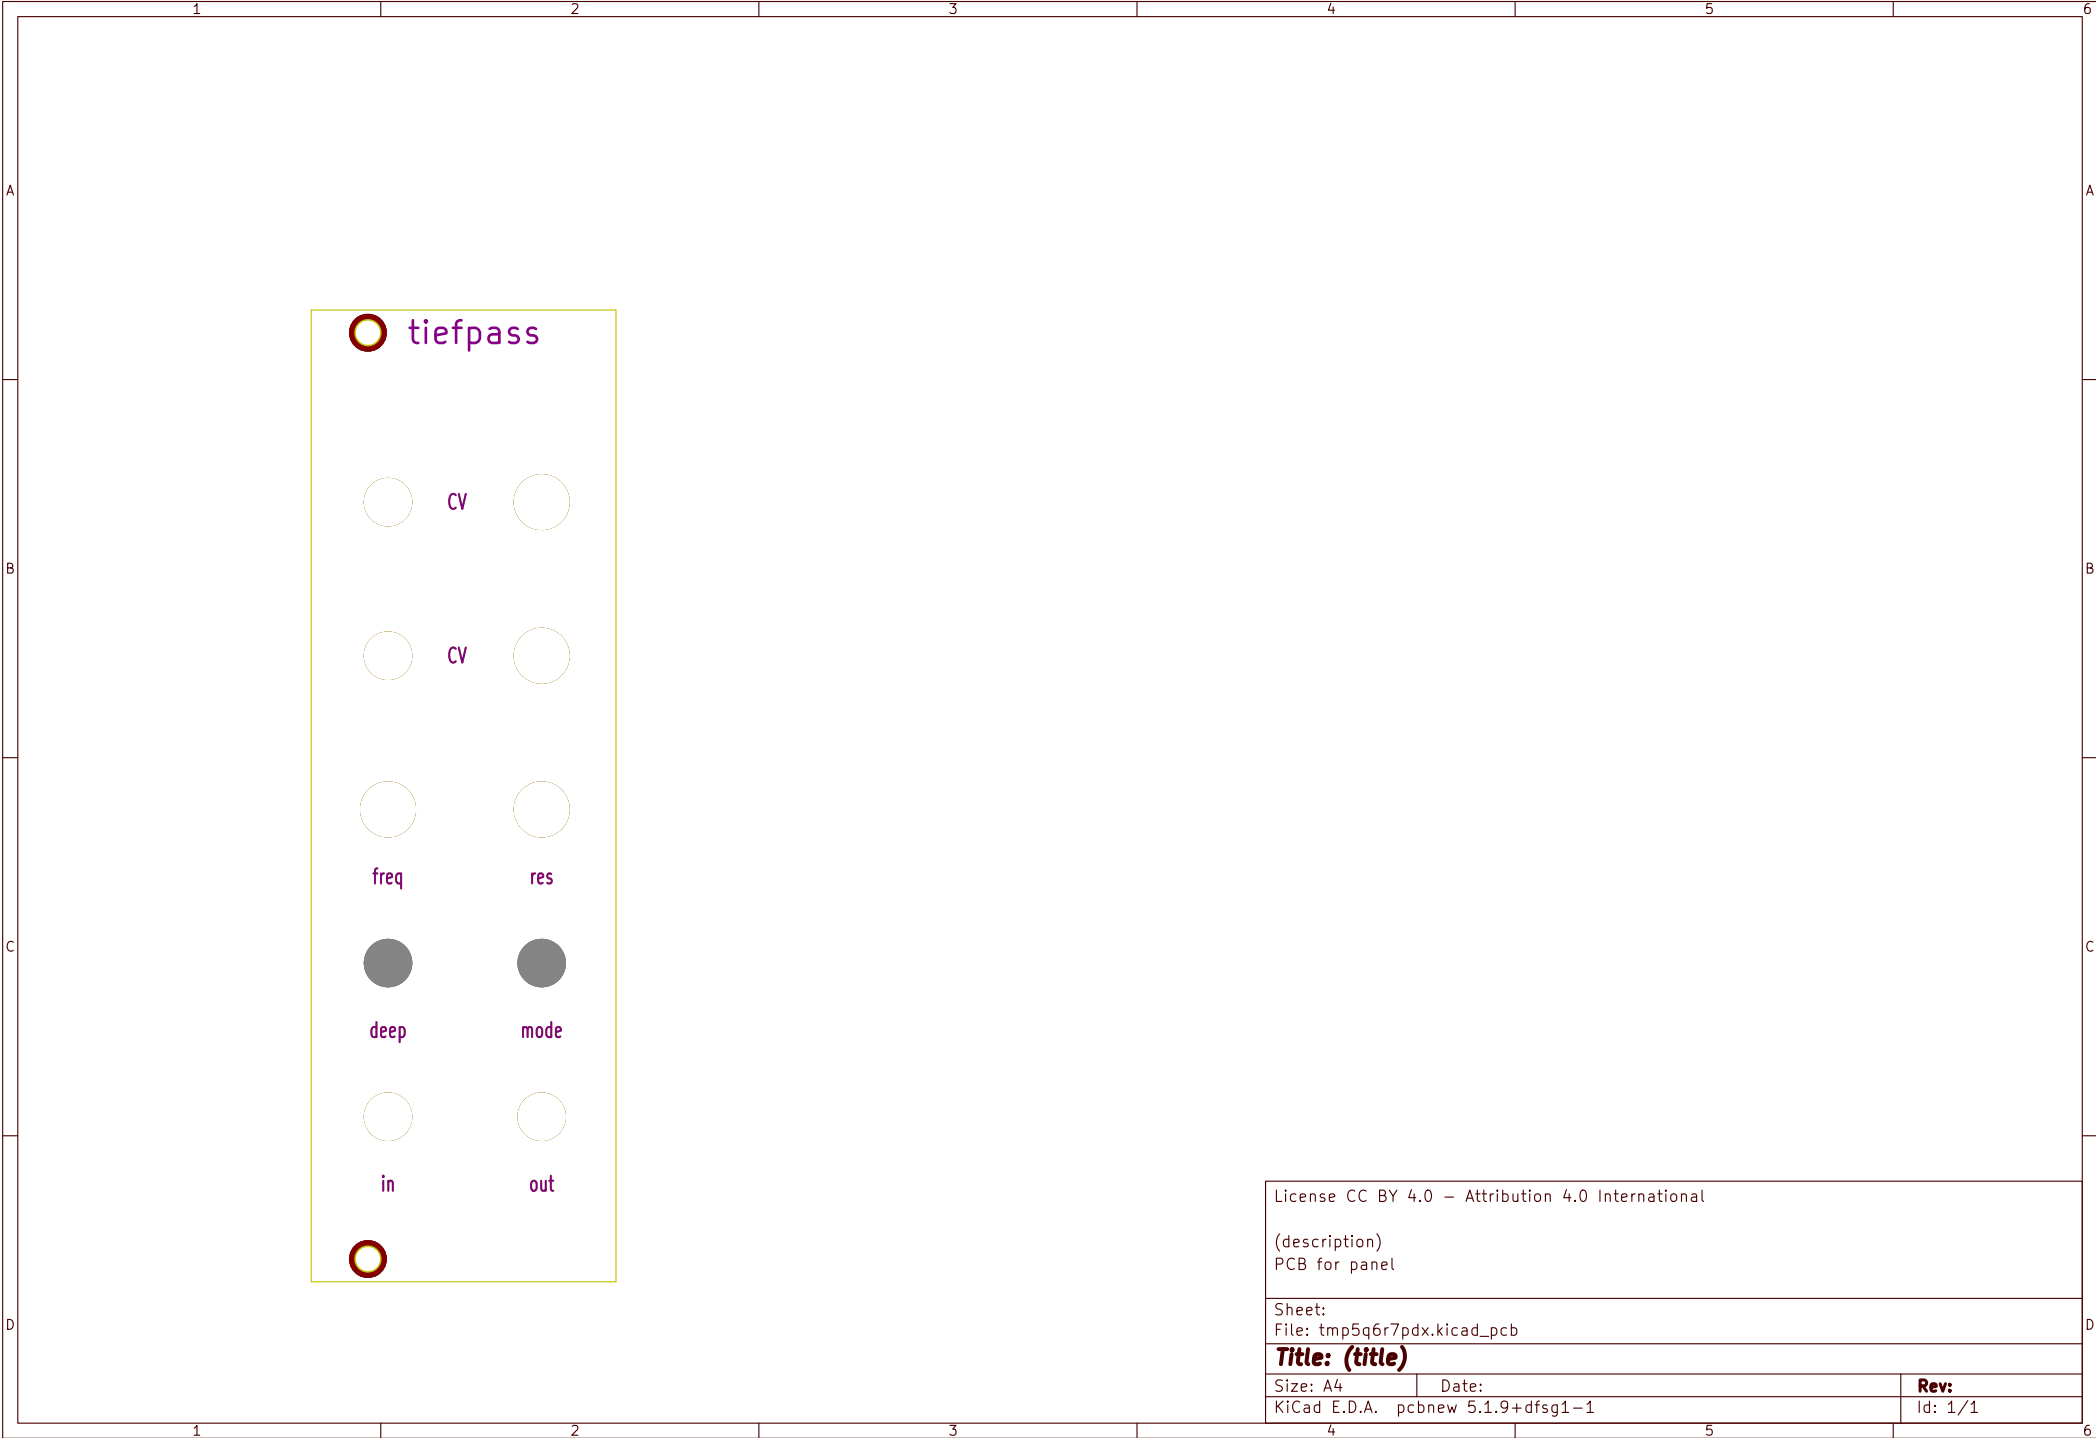 1 2 3 4 5 6
A A
tiefpass
CV
B B
CV
freq res
C C
deep mode
in out
License CC BY 4.0 – Attribution 4.0 International
(description)
PCB for panel
Sheet:
D D
File: tmp5q6r7pdx.kicad_pcb
Title: (title)
Size: A4 Date: Rev:
KiCad E.D.A. pcbnew 5.1.9+dfsg1-1 Id: 1/1
1 2 3 4 5 6